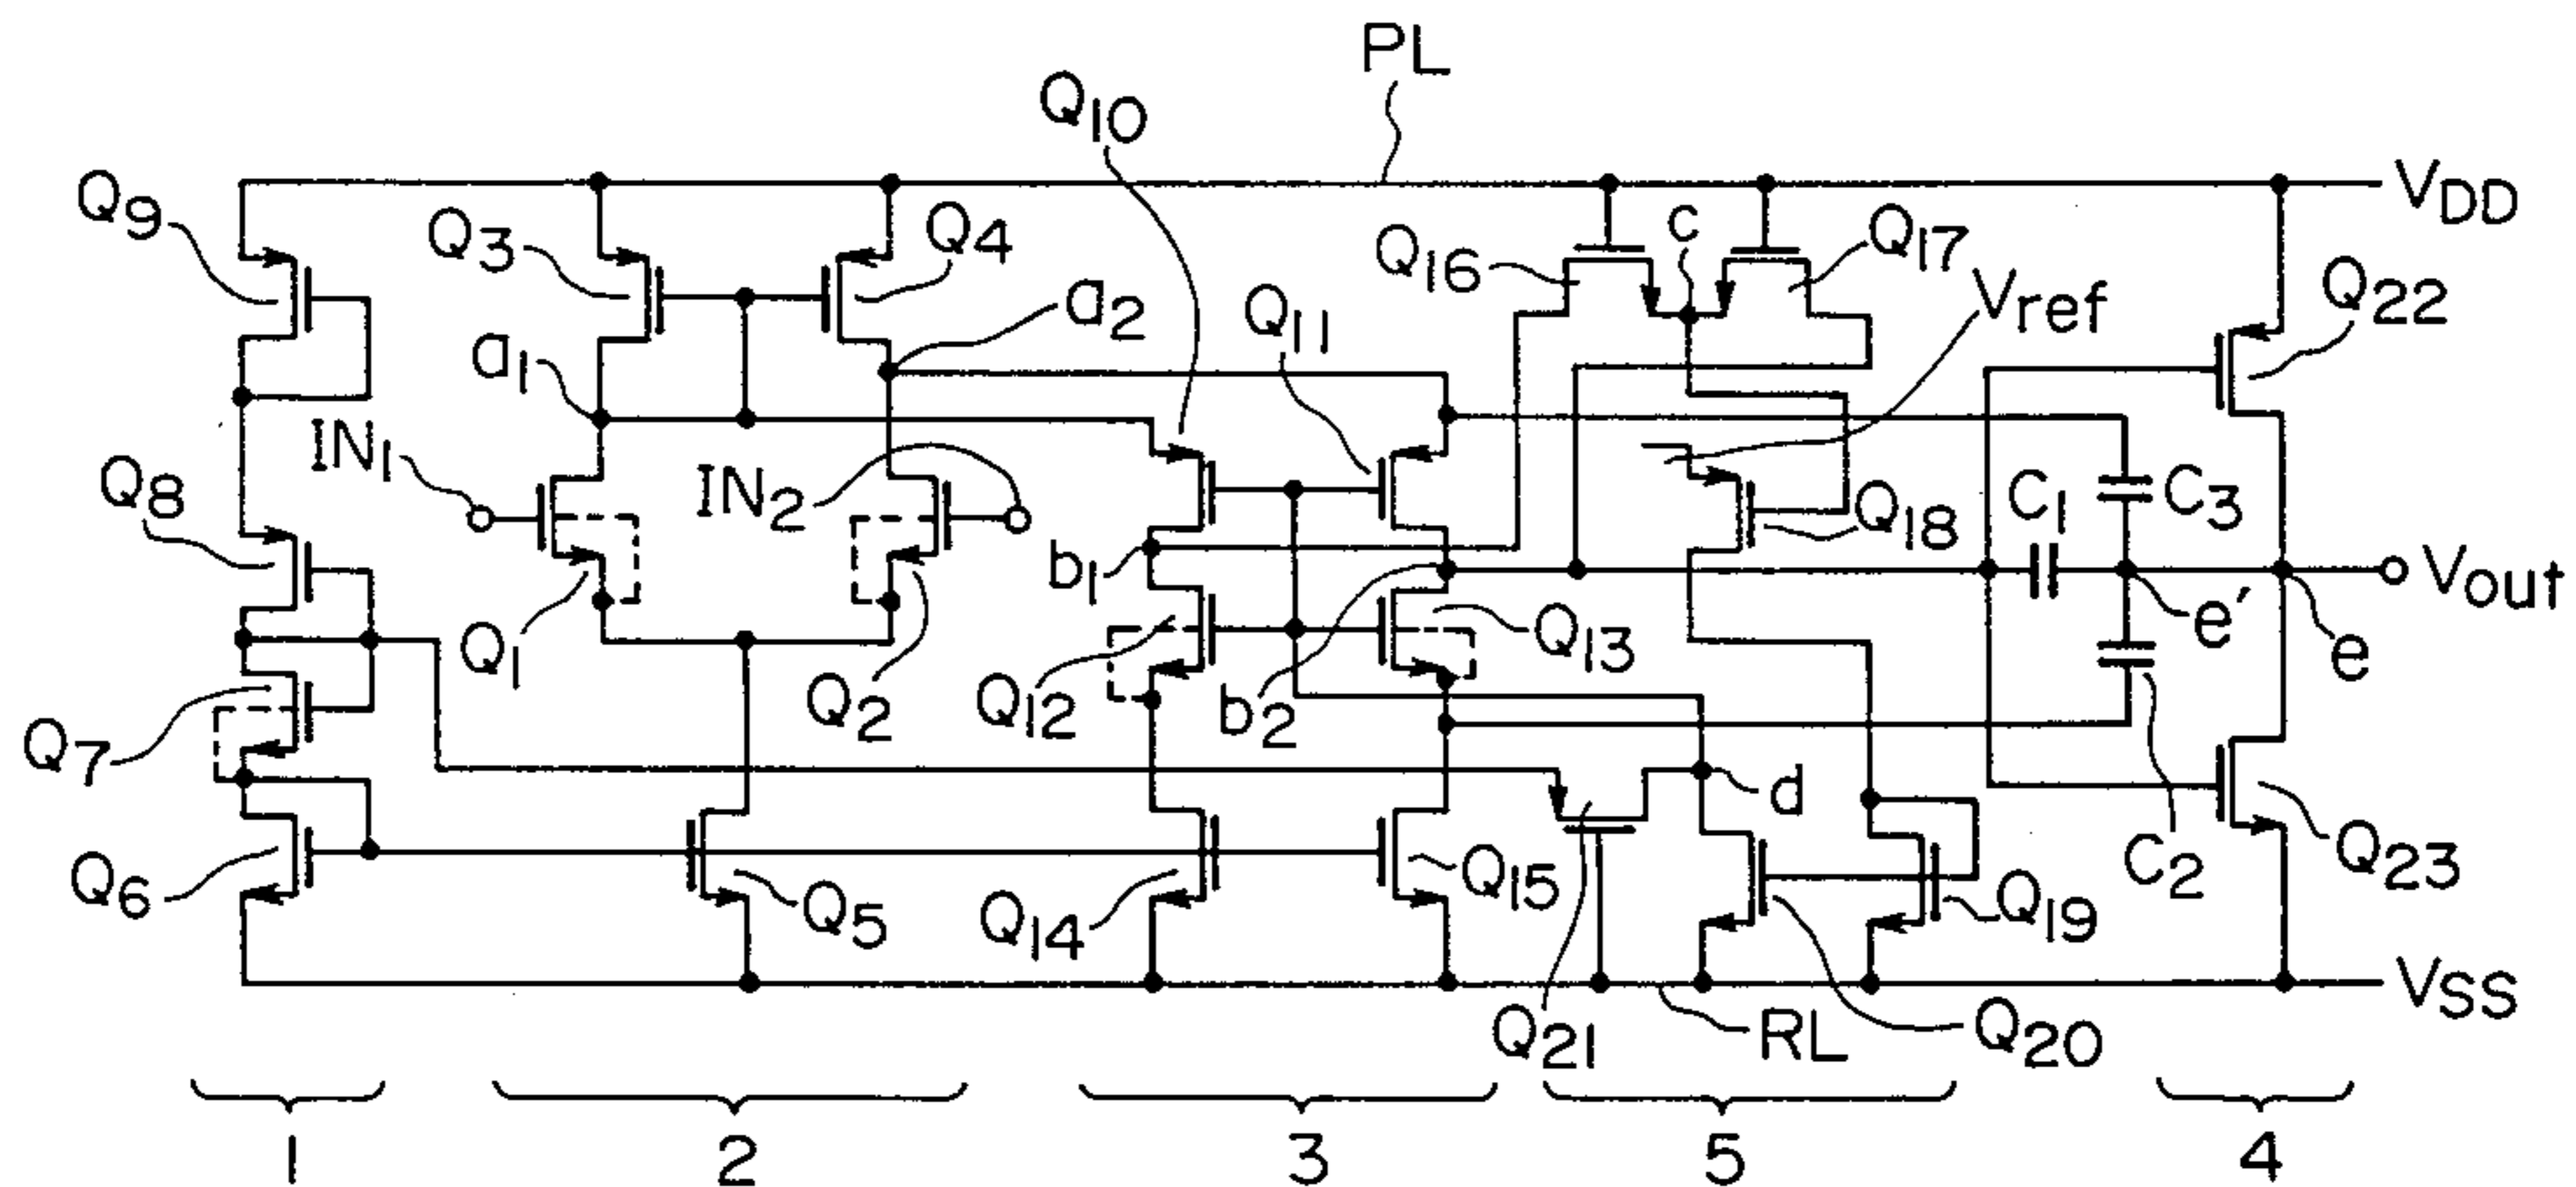 PL
Q10
VDD
Q9
Q3
Q4
Q16
c
Q17
Vref
Q22
a1
a2
Q11
IN1
IN2
Q8
Q18
C1
C3
b1
Vout
e'
e
Q1
Q2
Q12
Q13
b2
Q7
d
Q6
Q5
Q14
Q15
Q19
C2
Q23
VSS
Q21
RL
Q20
1
2
3
5
4